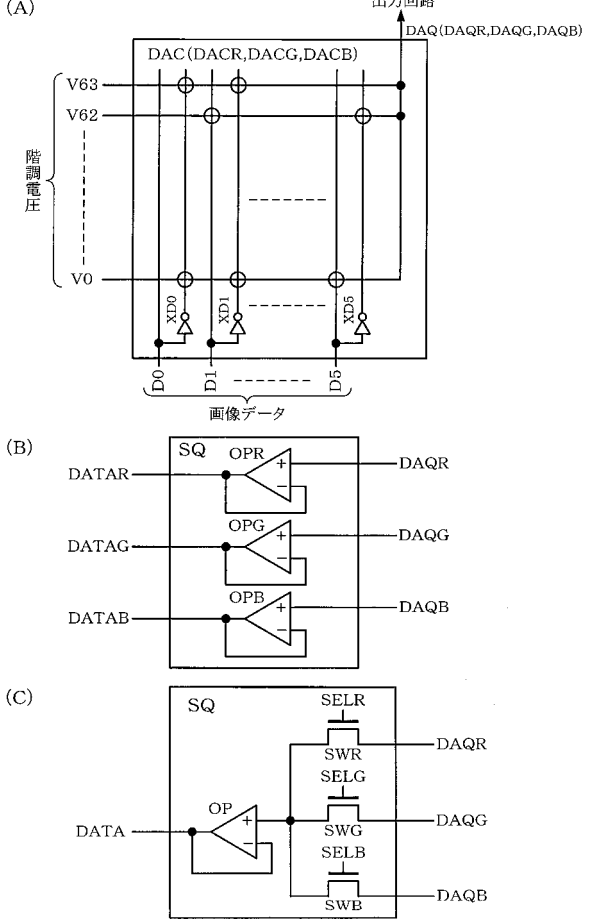 (A)
出力回路
DAQ(DAQR,DAQG,DAQB)
DAC(DACR,DACG,DACB)
V63
V62
階調電圧
V0
XD0
XD1
XD5
D0
D1
D5
画像データ
(B)
SQ
OPR
DATAR
+
−
DAQR
OPG
DATAG
+
−
DAQG
OPB
DATAB
+
−
DAQB
(C)
SQ
SELR
DAQR
SWR
SELG
OP
DATA
+
−
SWG
DAQG
SELB
SWB
DAQB